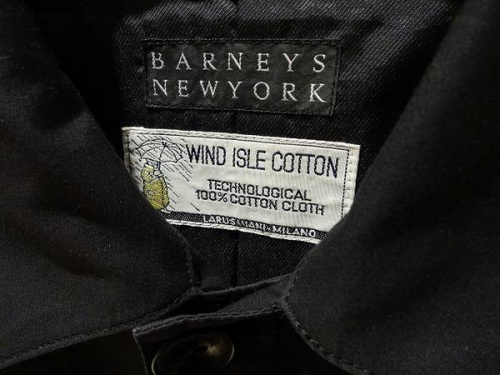 BARNEYS
NEWYORK
WIND ISLE COTTON
TECHNOLOGICAL
100% COTTON CLOTH
LARUSMIANI-MILANO